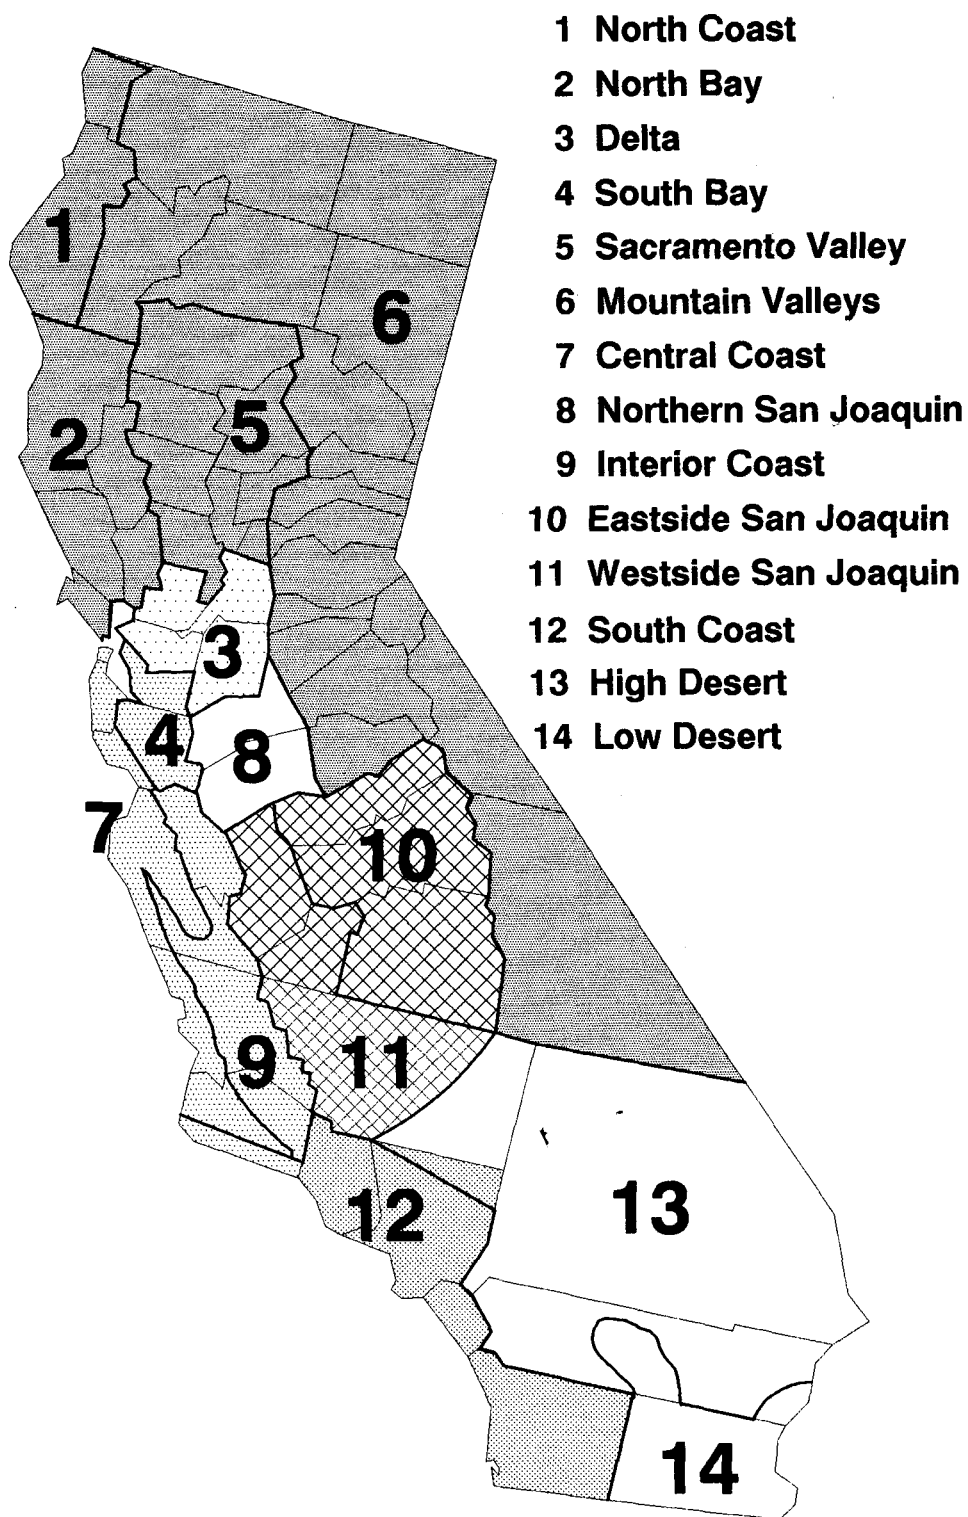 1 North Coast
2 North Bay
3 Delta
4 South Bay
5 Sacramento Valley
6 Mountain Valleys
7 Central Coast
8 Northern San Joaquin
9 Interior Coast
10 Eastside San Joaquin
11 Westside San Joaquin
12 South Coast
13 High Desert
14 Low Desert
1
6
2
5
3
4
8
7
10
9
11
12
13
14